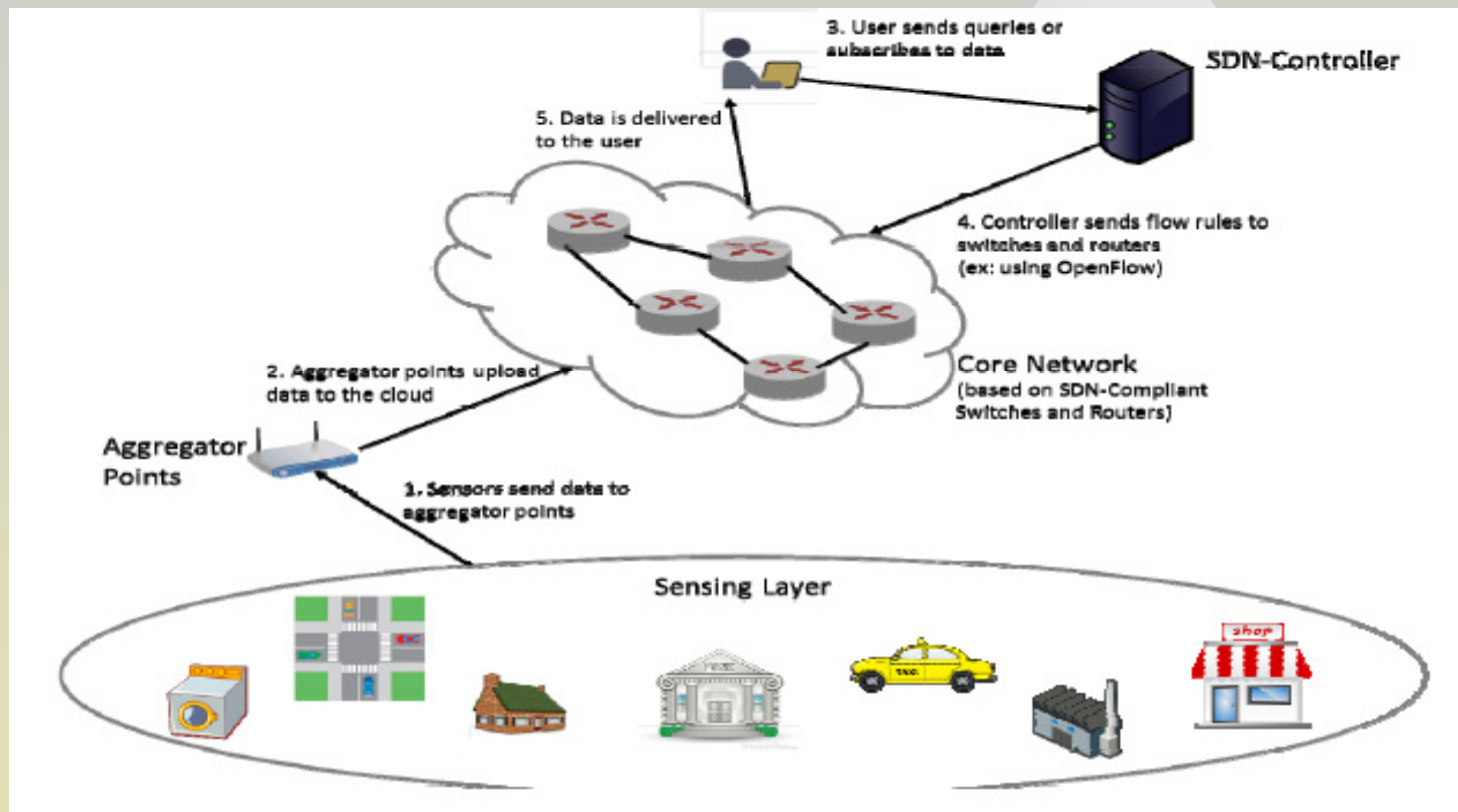 3. User sends queries or
subscribes to data
SDN-Controller
5. Data is delivered
to the user
4. Controller sends flow rules to
switches and routers
(ex: using OpenFlow)
Core Network
(based on SDN-Compliant
Switches and Routers)
2. Aggregator points upload
data to the cloud
Aggregator
Points
1. Sensors send data to
aggregator points
Sensing Layer
shop
TAXI